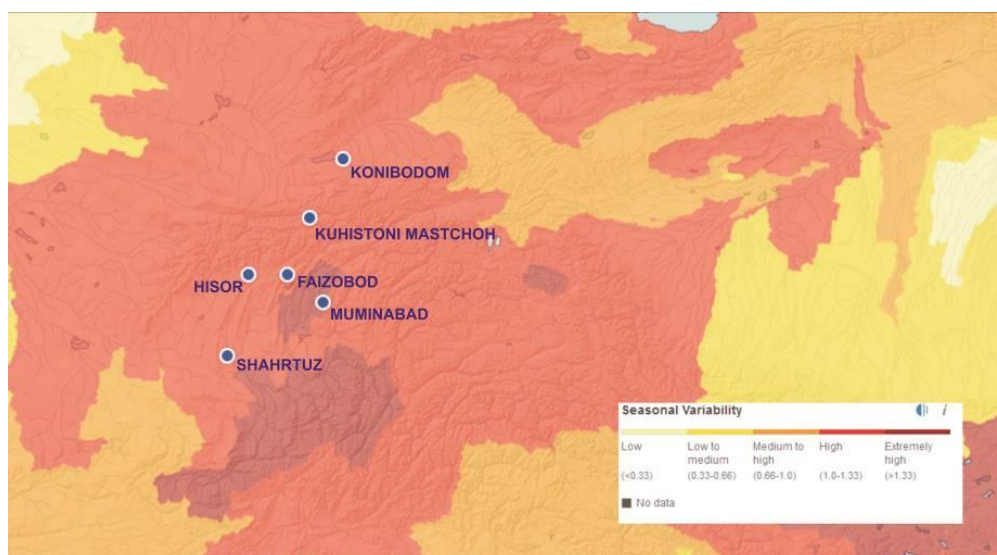 KONIBODOM
KUHISTONI MASTCHOH
HISOR
FAIZOBOD
MUMINABAD
SHAHRTUZ
Seasonal Variability i
Low
Low to
medium
Medium to
high
High
Extremely
high
(<0.33)
(0.33-0.66)
(0.66-1.0)
(1.0-1.33)
(>1.33)
No data